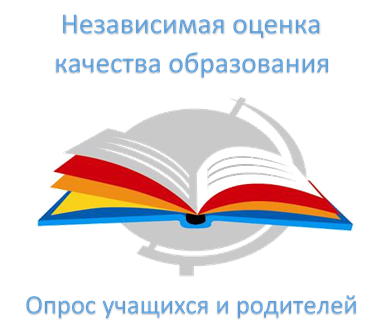 Независимая оценка
качества образования
Опрос учащихся и родителей